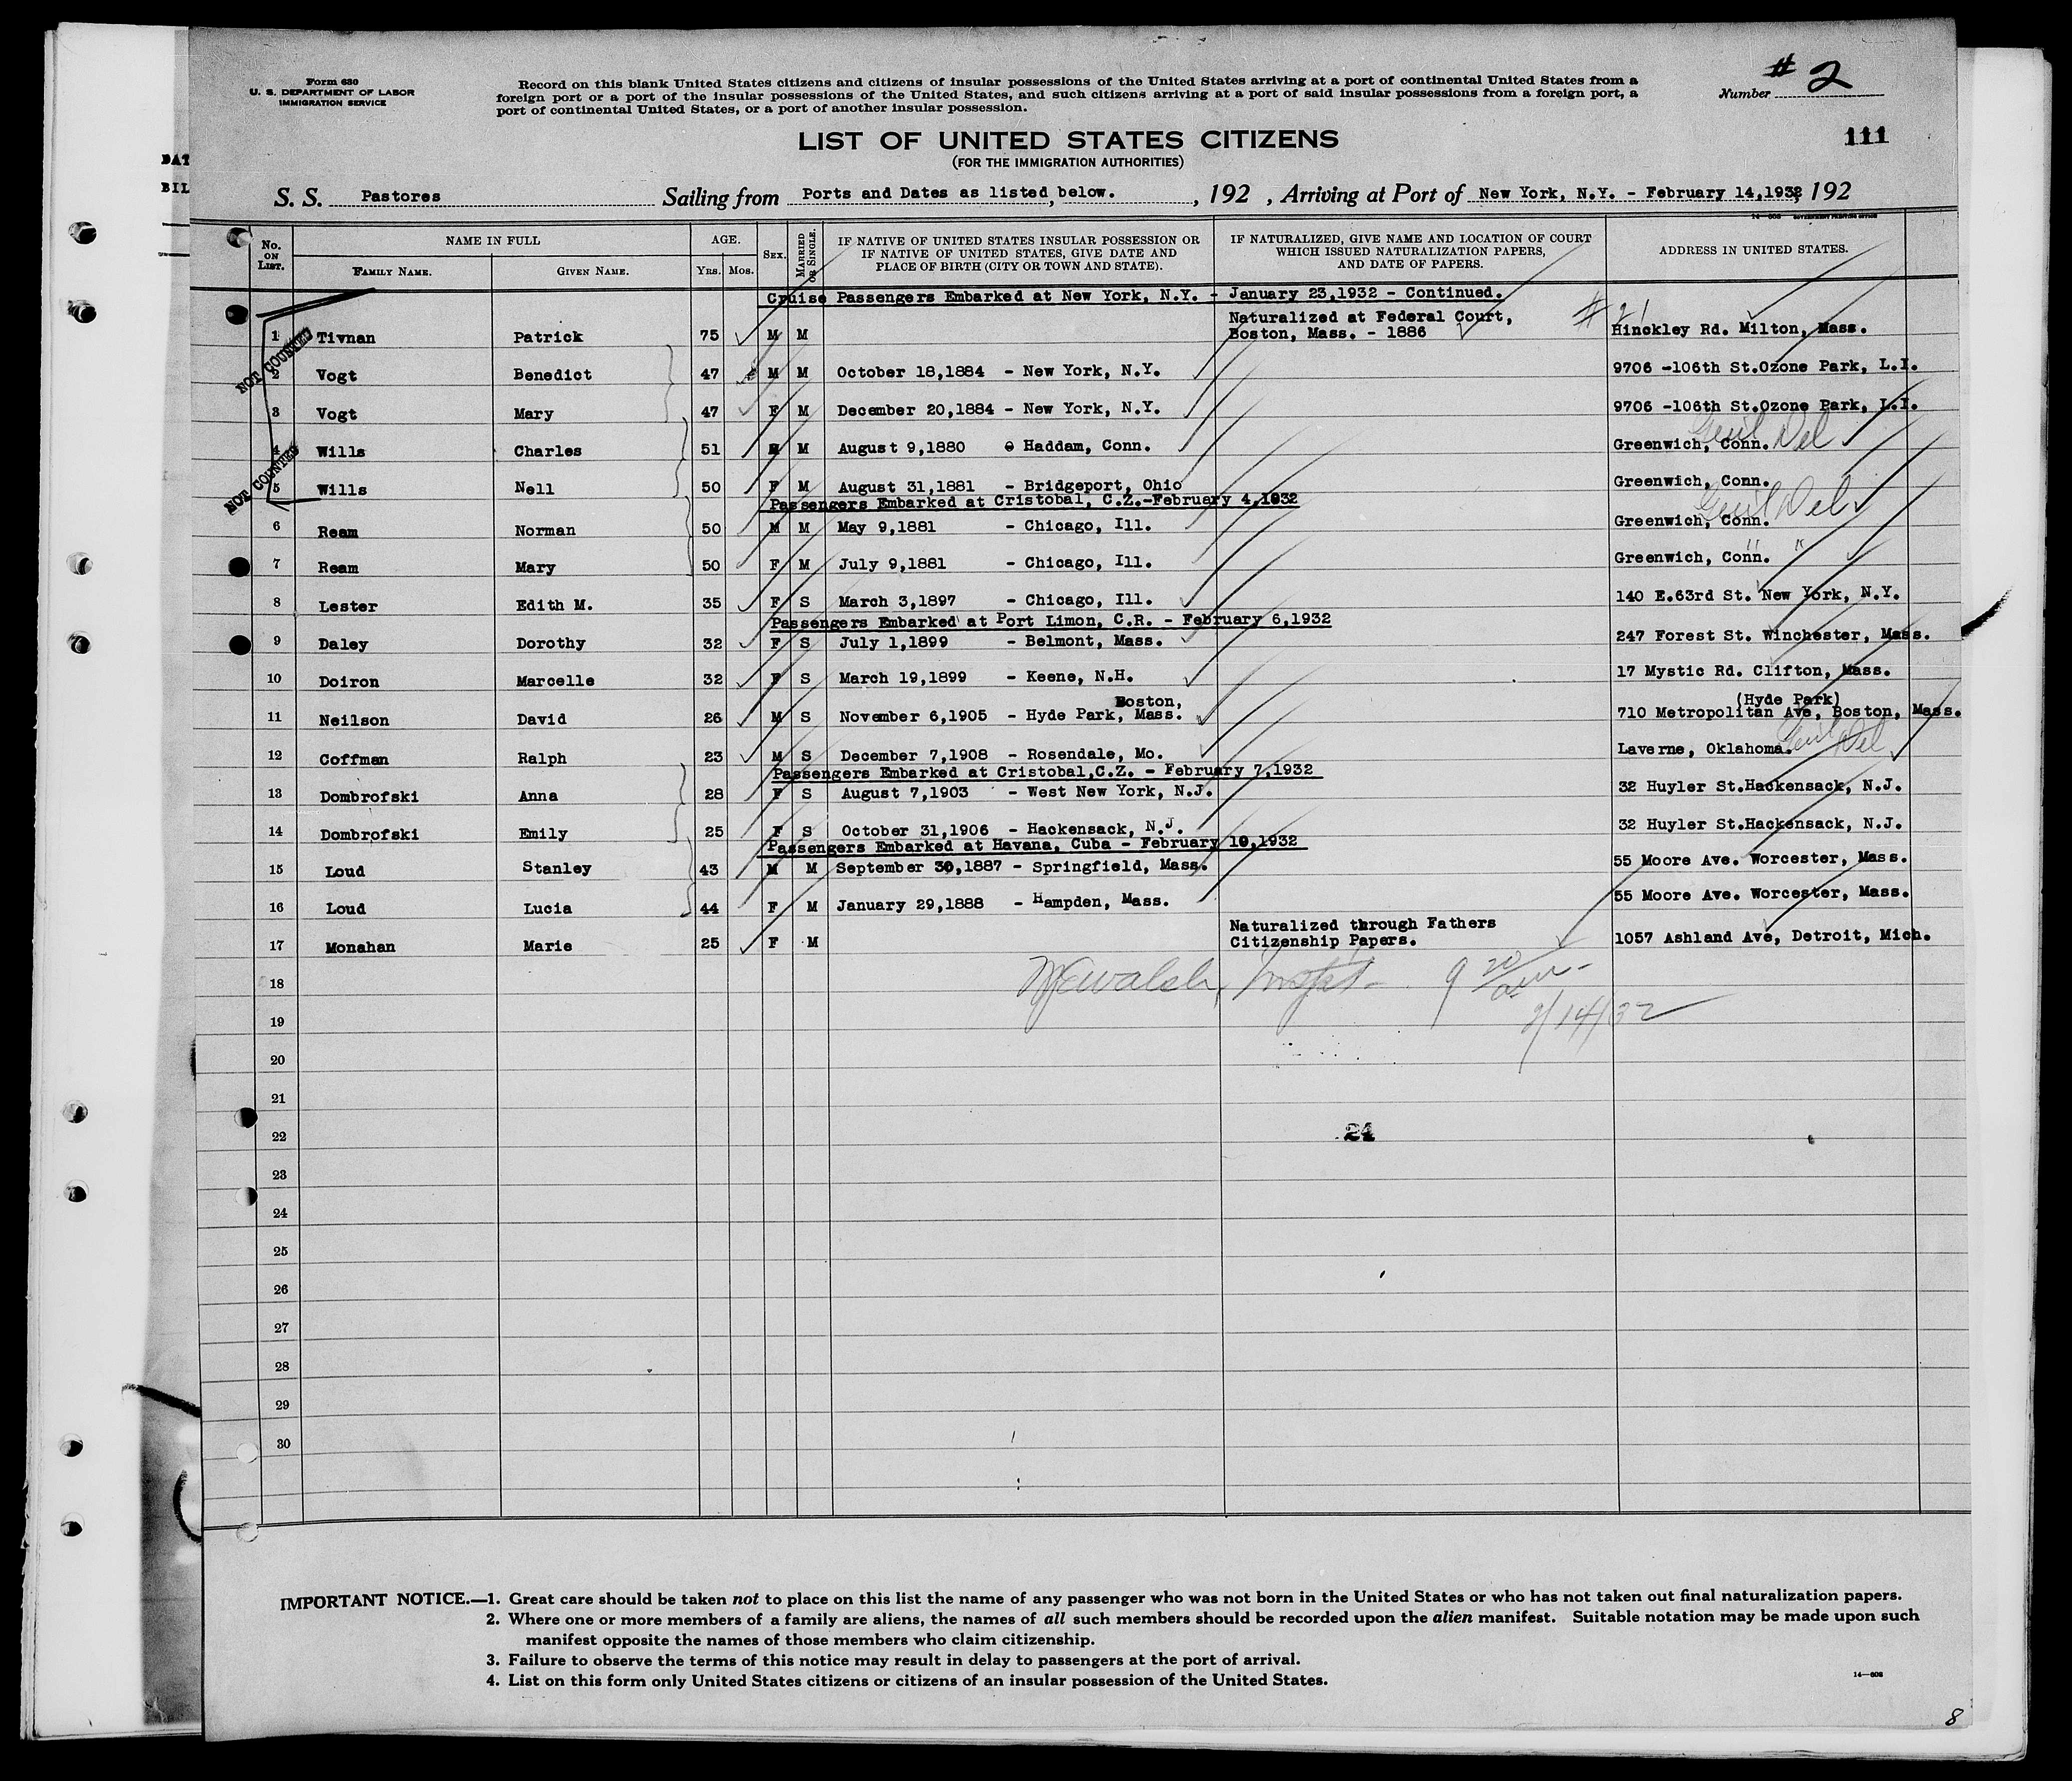 Form 630
U. S. DEPARTMENT OF LABOR
IMMIGRATION SERVICE
Record on this blank United States citizens and citizens of insular possessions of the United States arriving at a port of continental United States from a
foreign port or a port of the insular possessions of the United States, and such citizens arriving at a port of said insular possessions from a foreign port, a
port of continental United States, or a port of another insular possession.
Number # 2
LIST OF UNITED STATES CITIZENS
111
(FOR THE IMMIGRATION AUTHORITIES)
DAT
BIL
S. S. Pastores Sailing from Ports and Dates as listed below. , 192 , Arriving at Port of New York, N.Y. - February 14,1932, 192
No. ON LIST. NAME IN FULL AGE. SEX. MARRIED OR SINGLE. IF NATIVE OF UNITED STATES INSULAR POSSESSION OR IF NATIVE OF UNITED STATES, GIVE DATE AND PLACE OF BIRTH (CITY OR TOWN AND STATE). IF NATURALIZED, GIVE NAME AND LOCATION OF COURT WHICH ISSUED NATURALIZATION PAPERS, AND DATE OF PAPERS. ADDRESS IN UNITED STATES.
FAMILY NAME. GIVEN NAME. YRS. MOS.
Cruise Passengers Embarked at New York, N.Y. - January 23,1932 - Continued.
NOT COUNTED
NOT COUNTED
# 21
Naturalized at Federal Court,
1 Tivnan Patrick 75 M M Boston, Mass. - 1886 Hinckley Rd. Milton, Mass.
2 Vogt Benedict 47 M M October 18,1884 - New York, N.Y. 9706 -106th St.Ozone Park, L.I.
3 Vogt Mary 47 F M December 20,1884 - New York, N.Y. 9706 -106th St.Ozone Park, L.I.
4 Wills Charles 51 M M August 9,1880 Haddam, Conn. Greenwich, Conn. Genl Del
5 Wills Nell 50 F M August 31,1881 - Bridgeport, Ohio Greenwich, Conn.
Passengers Embarked at Cristobal, C.Z.-February 4,1932
6 Ream Norman 50 M M May 9,1881 - Chicago, Ill. Greenwich, Conn. Genl Del
7 Ream Mary 50 F M July 9,1881 - Chicago, Ill. Greenwich, Conn. " "
8 Lester Edith M. 35 F S March 3,1897 - Chicago, Ill. 140 E.63rd St. New York, N.Y.
Passengers Embarked at Port Limon, C.R. - February 6,1932
9 Daley Dorothy 32 F S July 1,1899 - Belmont, Mass. 247 Forest St. Winchester, Mass.
10 Doiron Marcelle 32 F S March 19,1899 - Keene, N.H. 17 Mystic Rd. Clifton, Mass.
Boston, (Hyde Park)
11 Neilson David 26 M S November 6,1905 - Hyde Park, Mass. 710 Metropolitan Ave, Boston, Mass.
12 Coffman Ralph 23 M S December 7,1908 - Rosendale, Mo. Laverne, Oklahoma. Genl Del
Passengers Embarked at Cristobal,C.Z. - February 7,1932
13 Dombrofski Anna 28 F S August 7,1903 - West New York, N.J. 32 Huyler St.Hackensack, N.J.
14 Dombrofski Emily 25 F S October 31,1906 - Hackensack, N.J. 32 Huyler St.Hackensack, N.J.
Passengers Embarked at Havana, Cuba - February 10,1932
15 Loud Stanley 43 M M September 30,1887 - Springfield, Mass. 55 Moore Ave. Worcester, Mass.
16 Loud Lucia 44 F M January 29,1888 - Hampden, Mass. 55 Moore Ave. Worcester, Mass.
Naturalized through Fathers
17 Monahan Marie 25 F M Citizenship Papers. 1057 Ashland Ave, Detroit, Mich.
18
2/14/32
19
20
21
22 24
23
24
25
26
27
28
29
30
IMPORTANT NOTICE.—1. Great care should be taken not to place on this list the name of any passenger who was not born in the United States or who has not taken out final naturalization papers.
2. Where one or more members of a family are aliens, the names of all such members should be recorded upon the alien manifest. Suitable notation may be made upon such
manifest opposite the names of those members who claim citizenship.
3. Failure to observe the terms of this notice may result in delay to passengers at the port of arrival.
4. List on this form only United States citizens or citizens of an insular possession of the United States.
8